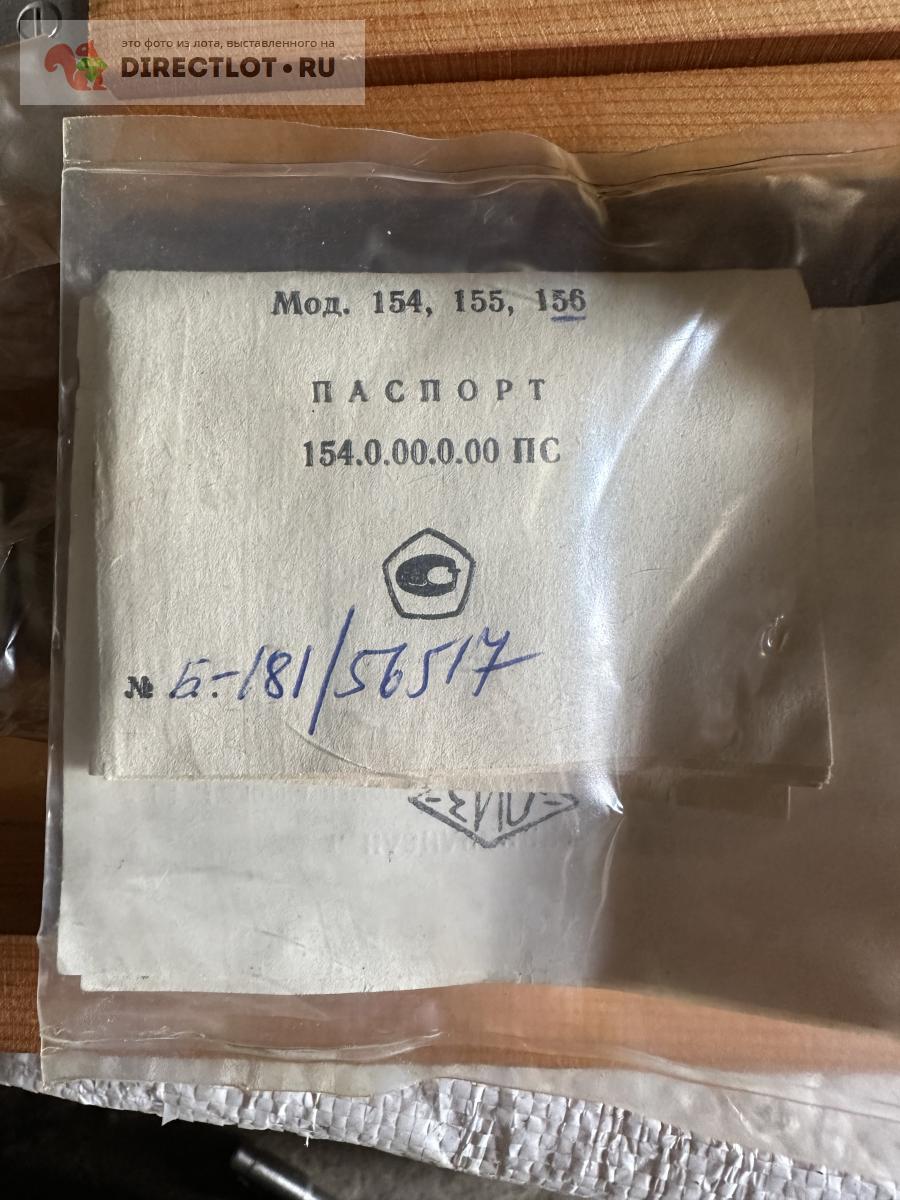 это фото из лота, выставленного на
DIRECTLOT.RU
Мод. 154, 155, 156
ПАСПОРТ
154.0.00.0.00 ПС
№ Б-181/56517